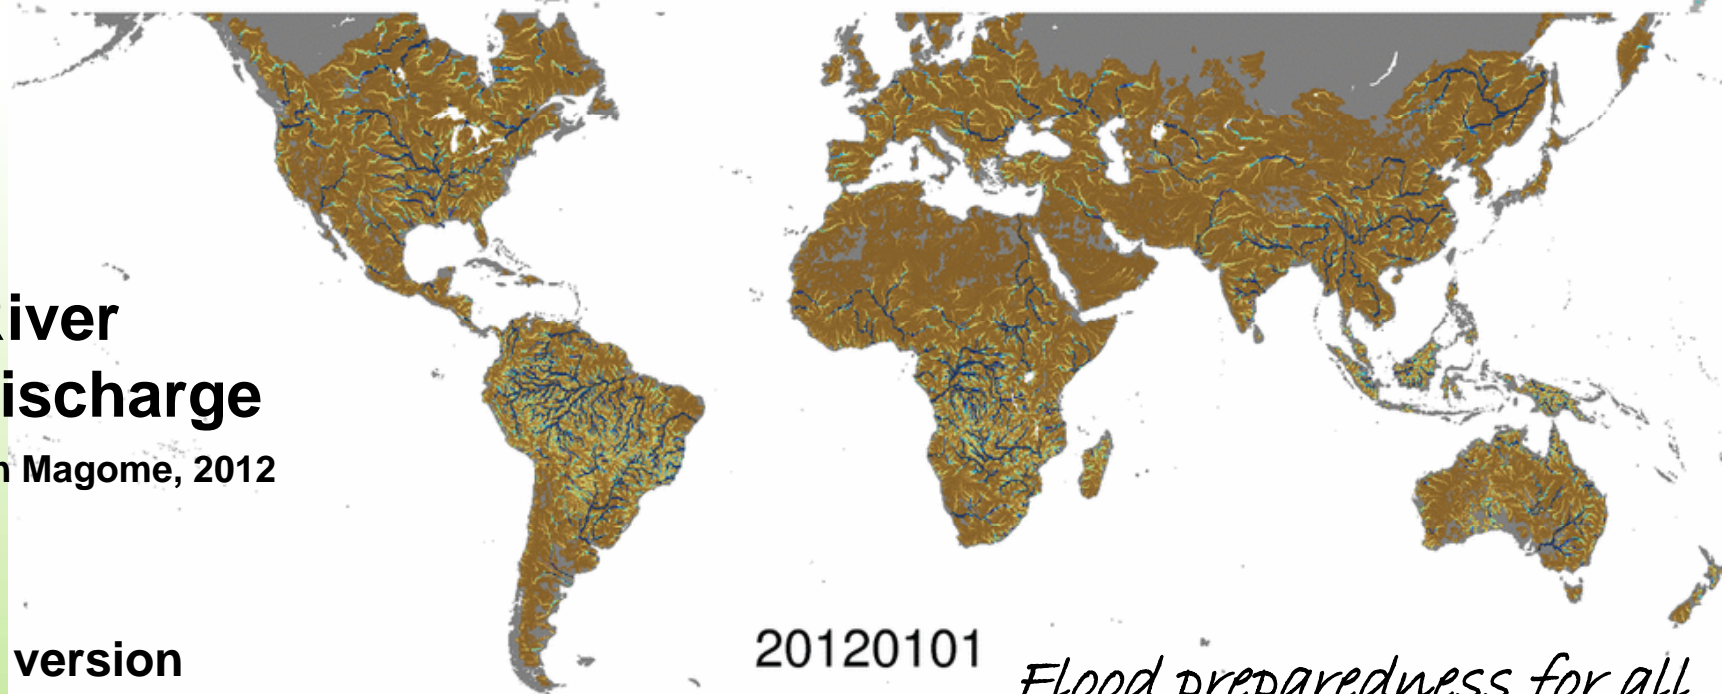 iver
ischarge
n Magome, 2012
version
20120101
Flood preparedness for all